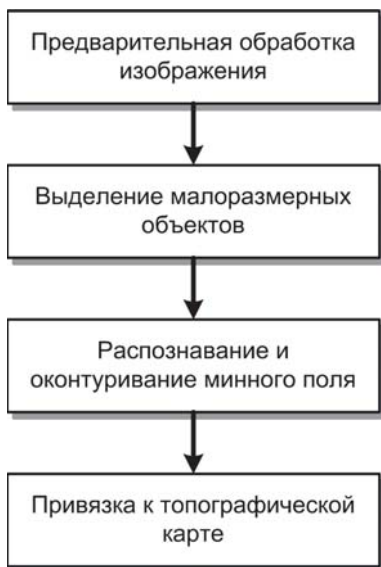 Предварительная обработка
изображения
Выделение малоразмерных
объектов
Распознавание и
оконтуривание минного поля
Привязка к топографической
карте